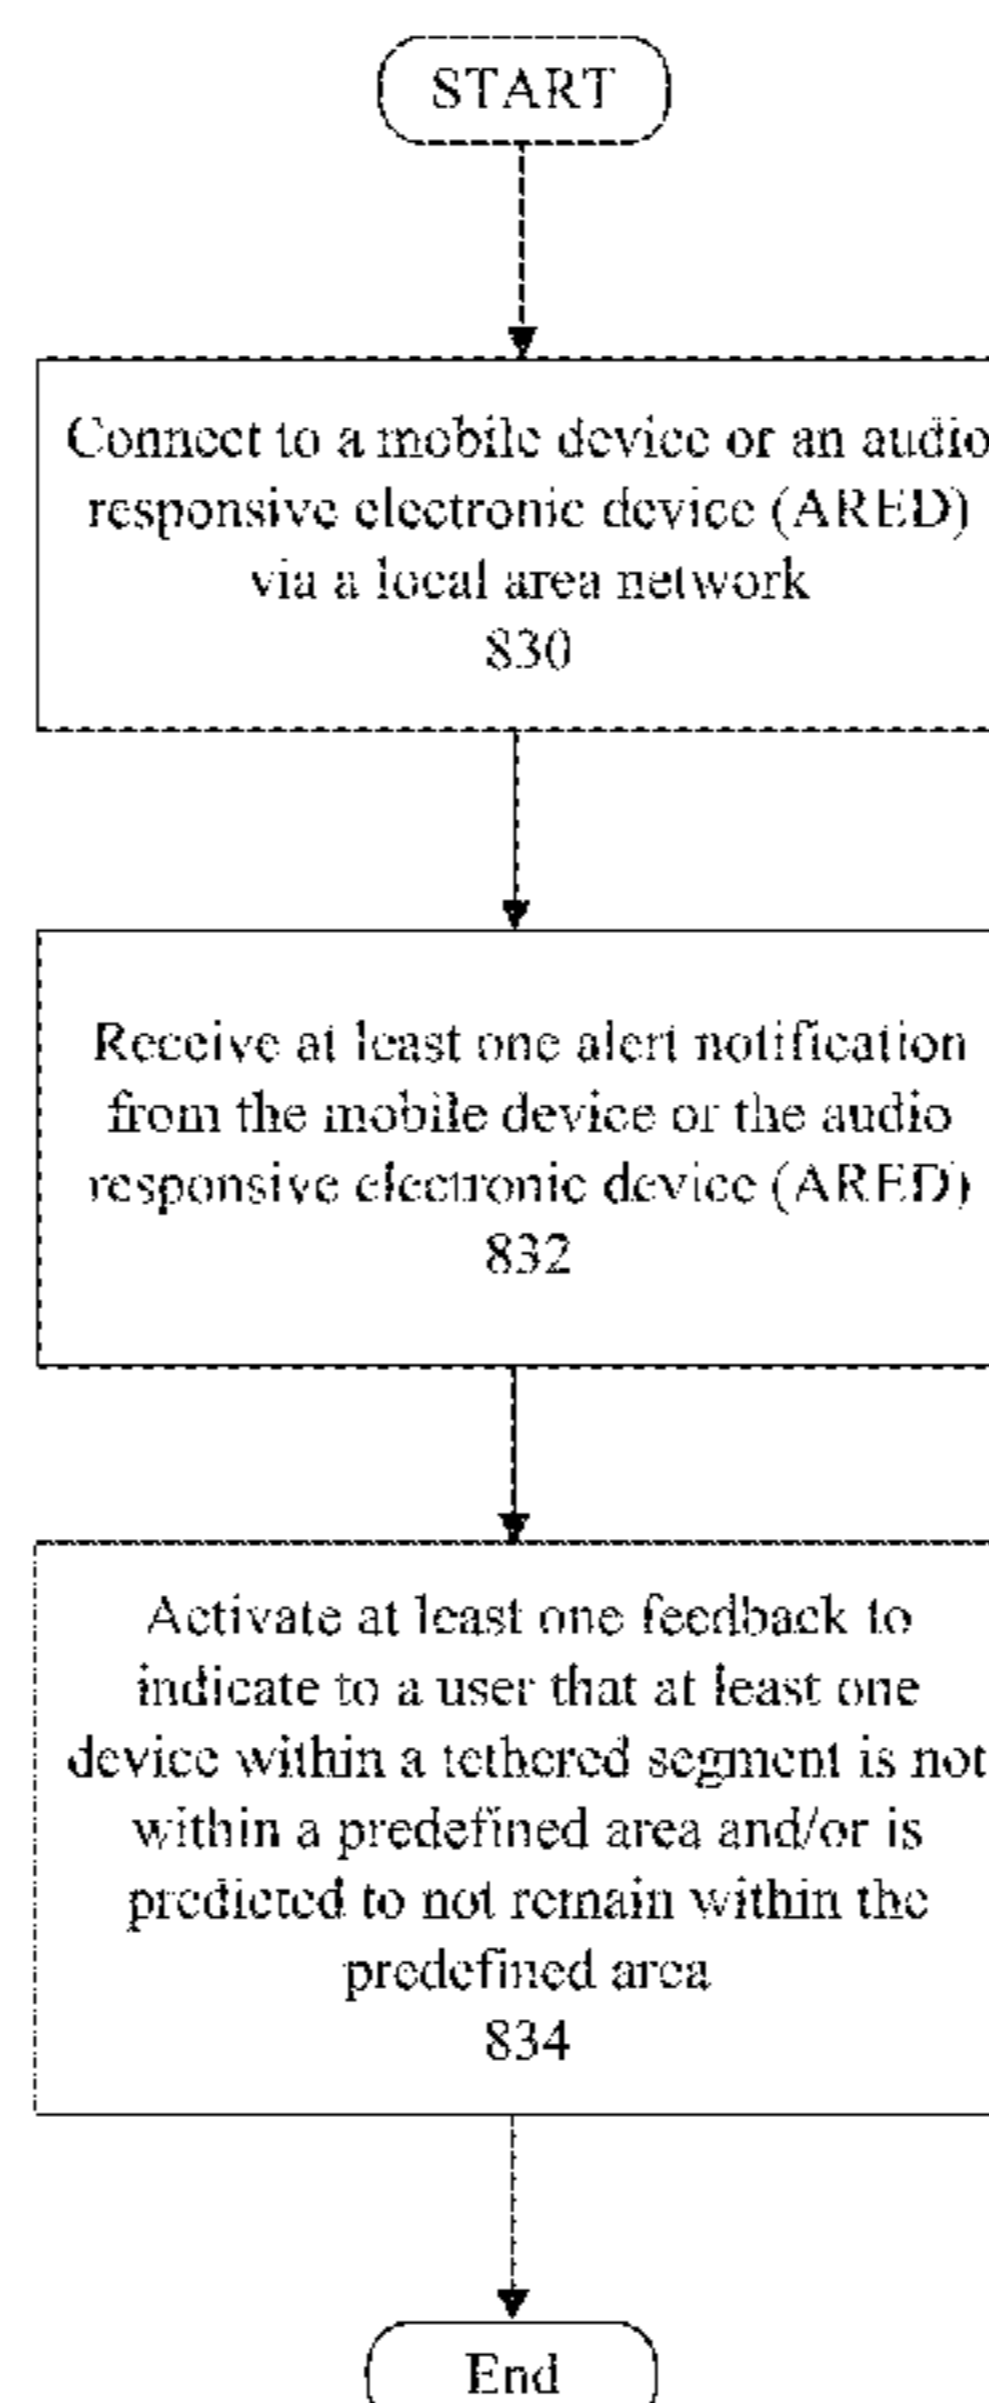 START
Connect to a mobile device or an audio
responsive electronic device (ARED)
via a local area network
830
Receive at least one alert notification
from the mobile device or the audio
responsive electronic device (ARED)
832
Activate at least one feedback to
indicate to a user that at least one
device within a tethered segment is not
within a predefined area and/or is
predicted to not remain within the
predefined area
834
End